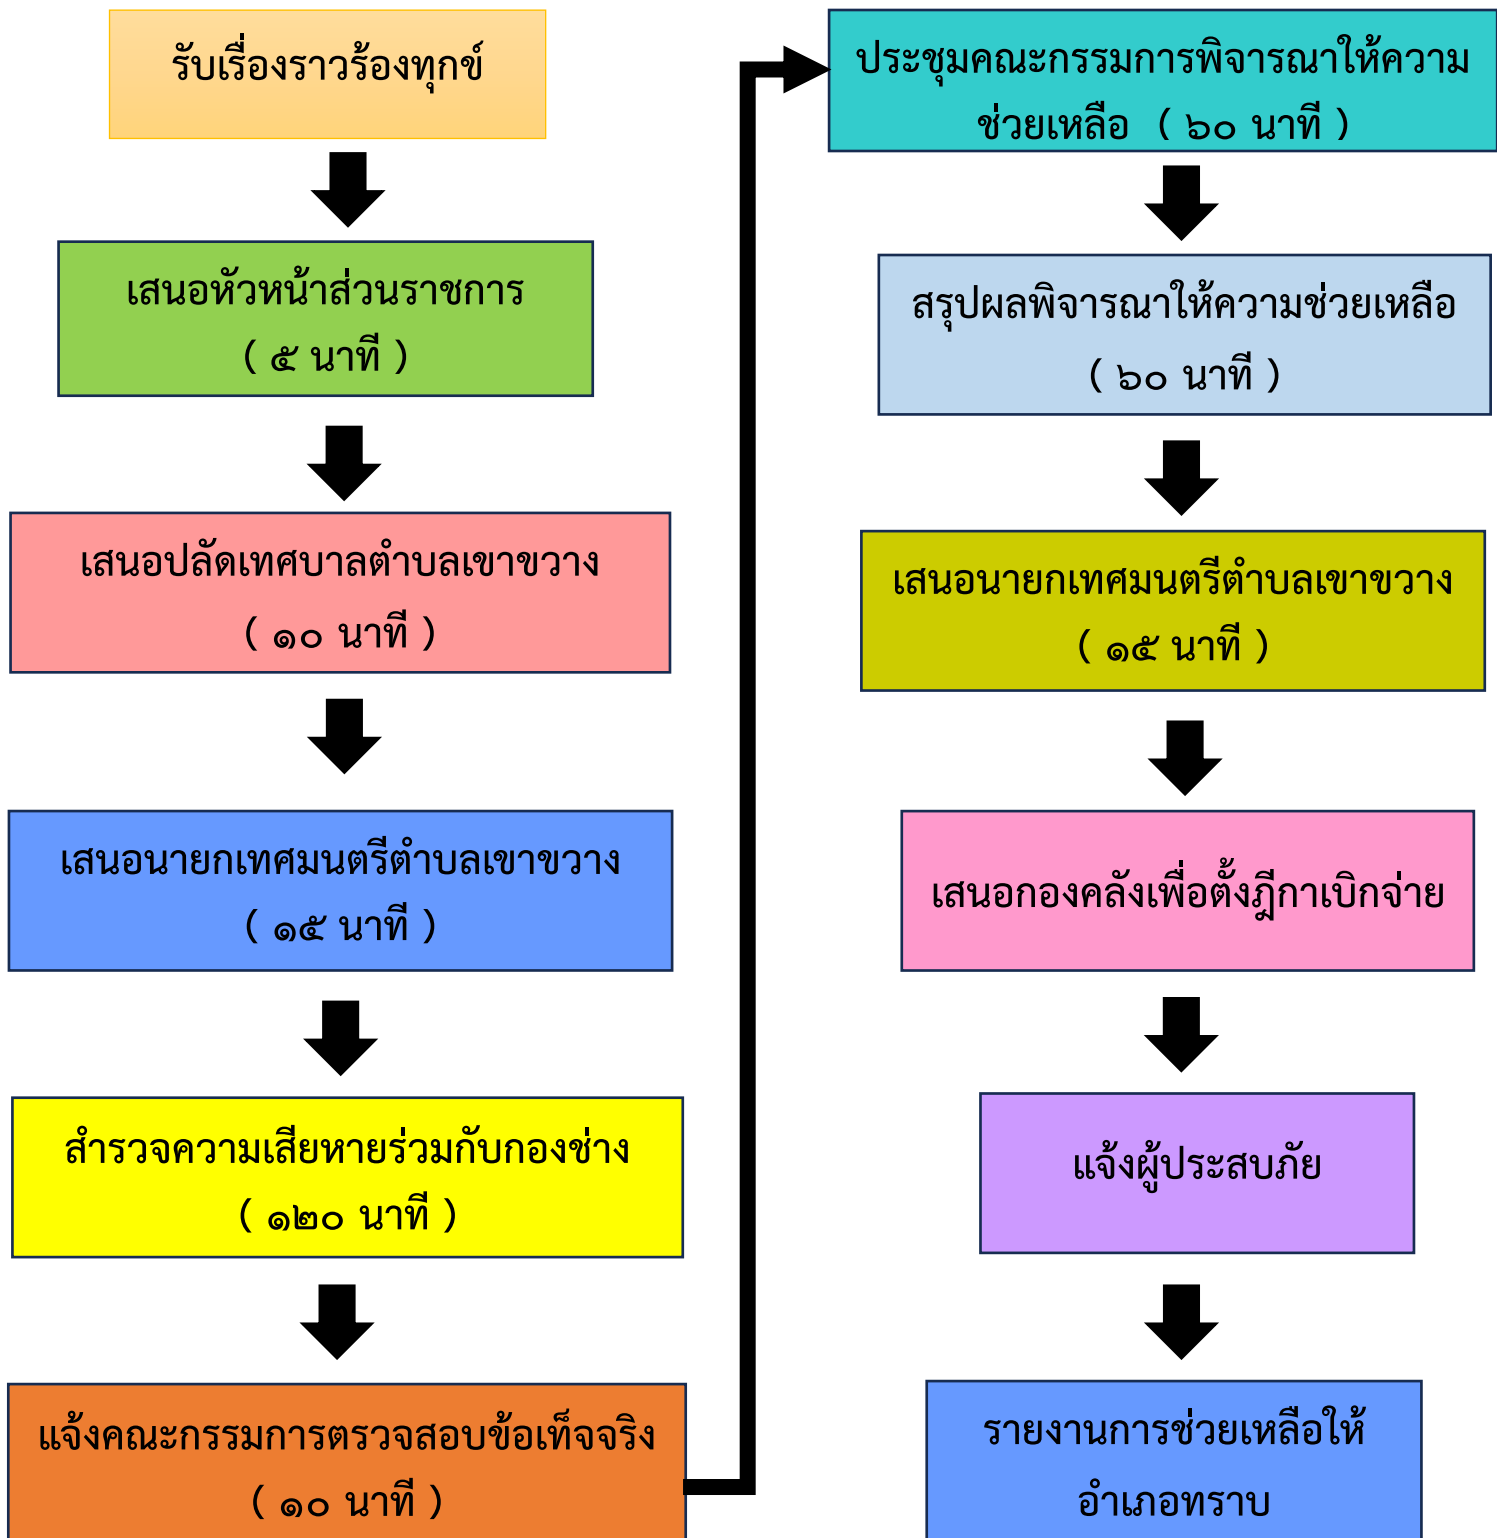 รับเรื่องราวร้องทุกข์
เสนอหัวหน้าส่วนราชการ
( ๕ นาที )
เสนอปลัดเทศบาลตำบลเขาขวาง
( ๑๐ นาที )
เสนอนายกเทศมนตรีตำบลเขาขวาง
( ๑๕ นาที )
สำรวจความเสียหายร่วมกับกองช่าง
( ๑๒๐ นาที )
แจ้งคณะกรรมการตรวจสอบข้อเท็จจริง
( ๑๐ นาที )
ประชุมคณะกรรมการพิจารณาให้ความ
ช่วยเหลือ ( ๖๐ นาที )
สรุปผลพิจารณาให้ความช่วยเหลือ
( ๖๐ นาที )
เสนอนายกเทศมนตรีตำบลเขาขวาง
( ๑๕ นาที )
เสนอกองคลังเพื่อตั้งฎีกาเบิกจ่าย
แจ้งผู้ประสบภัย
รายงานการช่วยเหลือให้
อำเภอทราบ